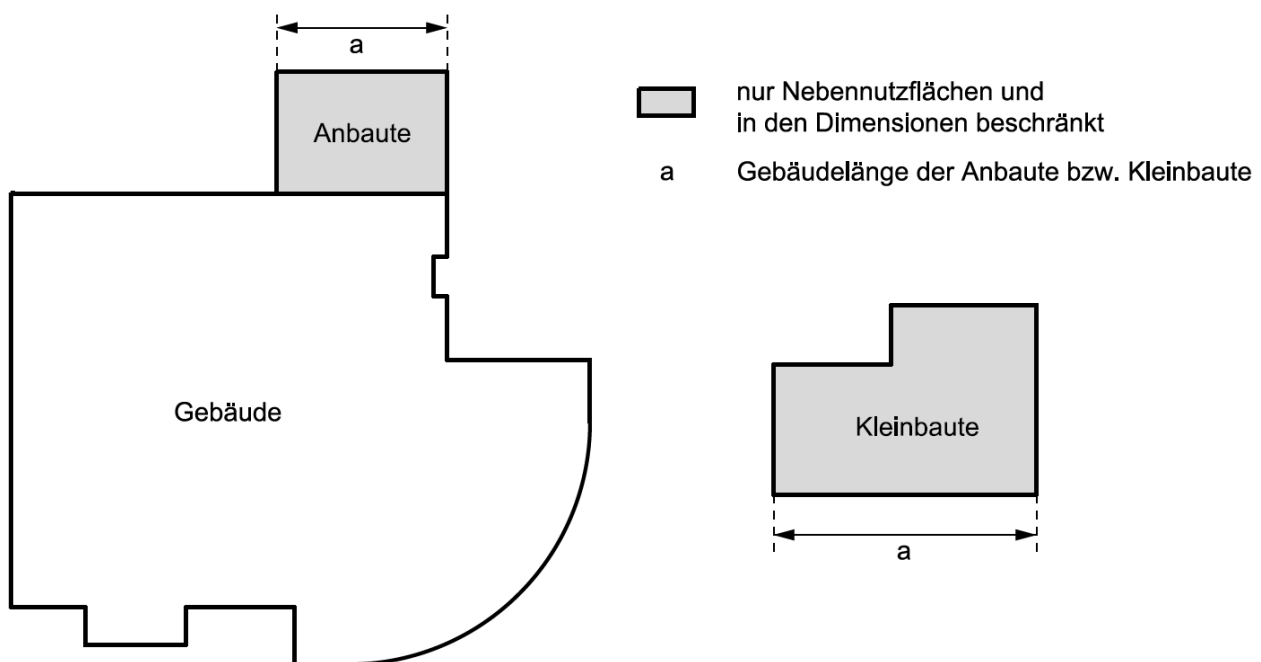 a
Anbaute
nur Nebennutzflächen und
in den Dimensionen beschränkt
a
Gebäudelänge der Anbaute bzw. Kleinbaute
Gebäude
Kleinbaute
a